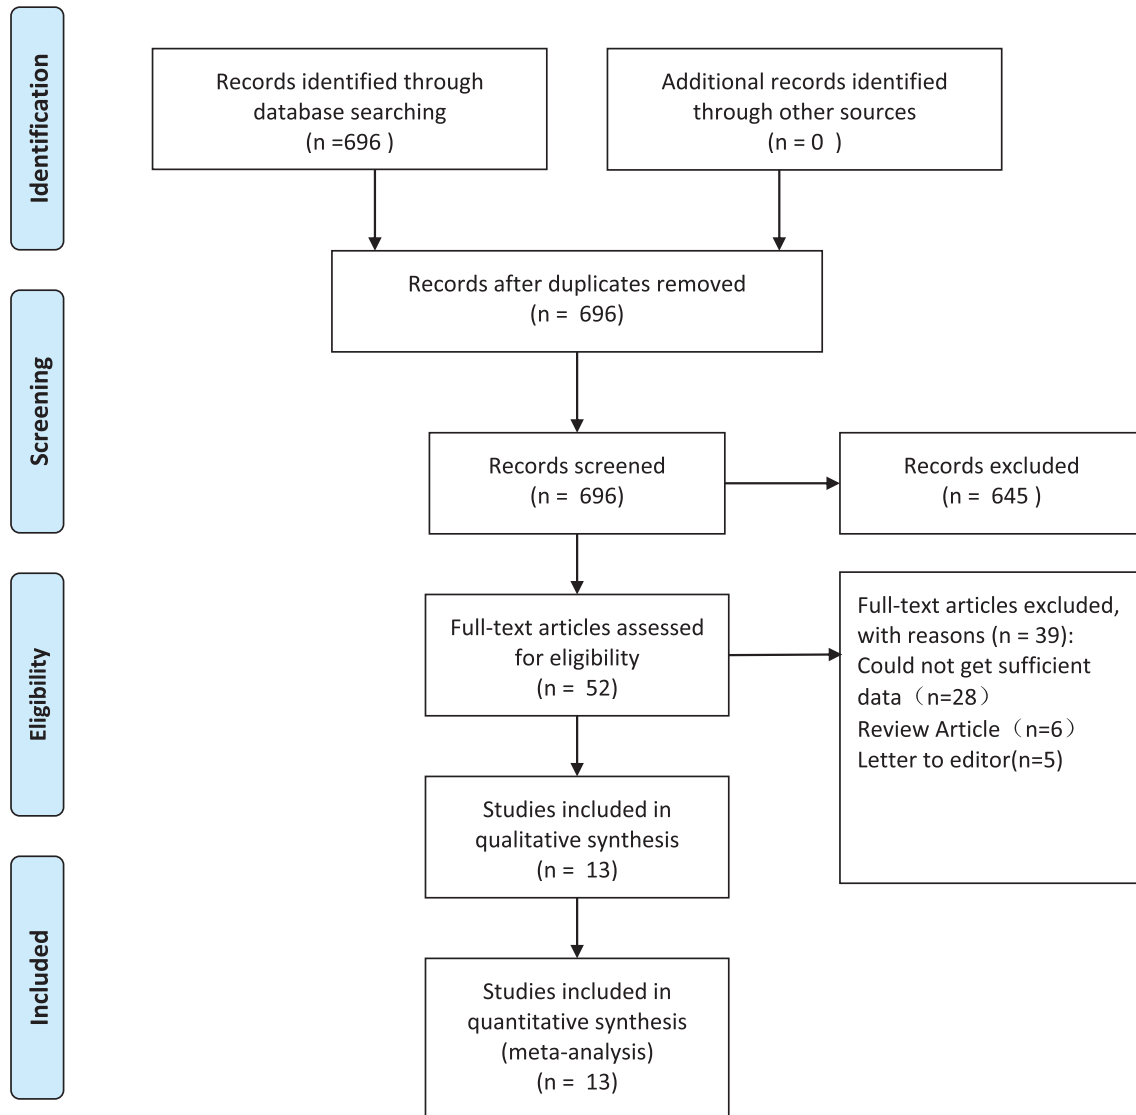 Identification
Records identified through
database searching
(n =696 )
Additional records identified
through other sources
(n = 0 )
Records after duplicates removed
(n = 696)
Screening
Records screened
(n = 696)
Records excluded
(n = 645 )
Eligibility
Full-text articles assessed
for eligibility
(n = 52)
Full-text articles excluded,
with reasons (n = 39):
Could not get sufficient
data（n=28）
Review Article（n=6）
Letter to editor(n=5)
Studies included in
qualitative synthesis
(n = 13)
Included
Studies included in
quantitative synthesis
(meta-analysis)
(n = 13)